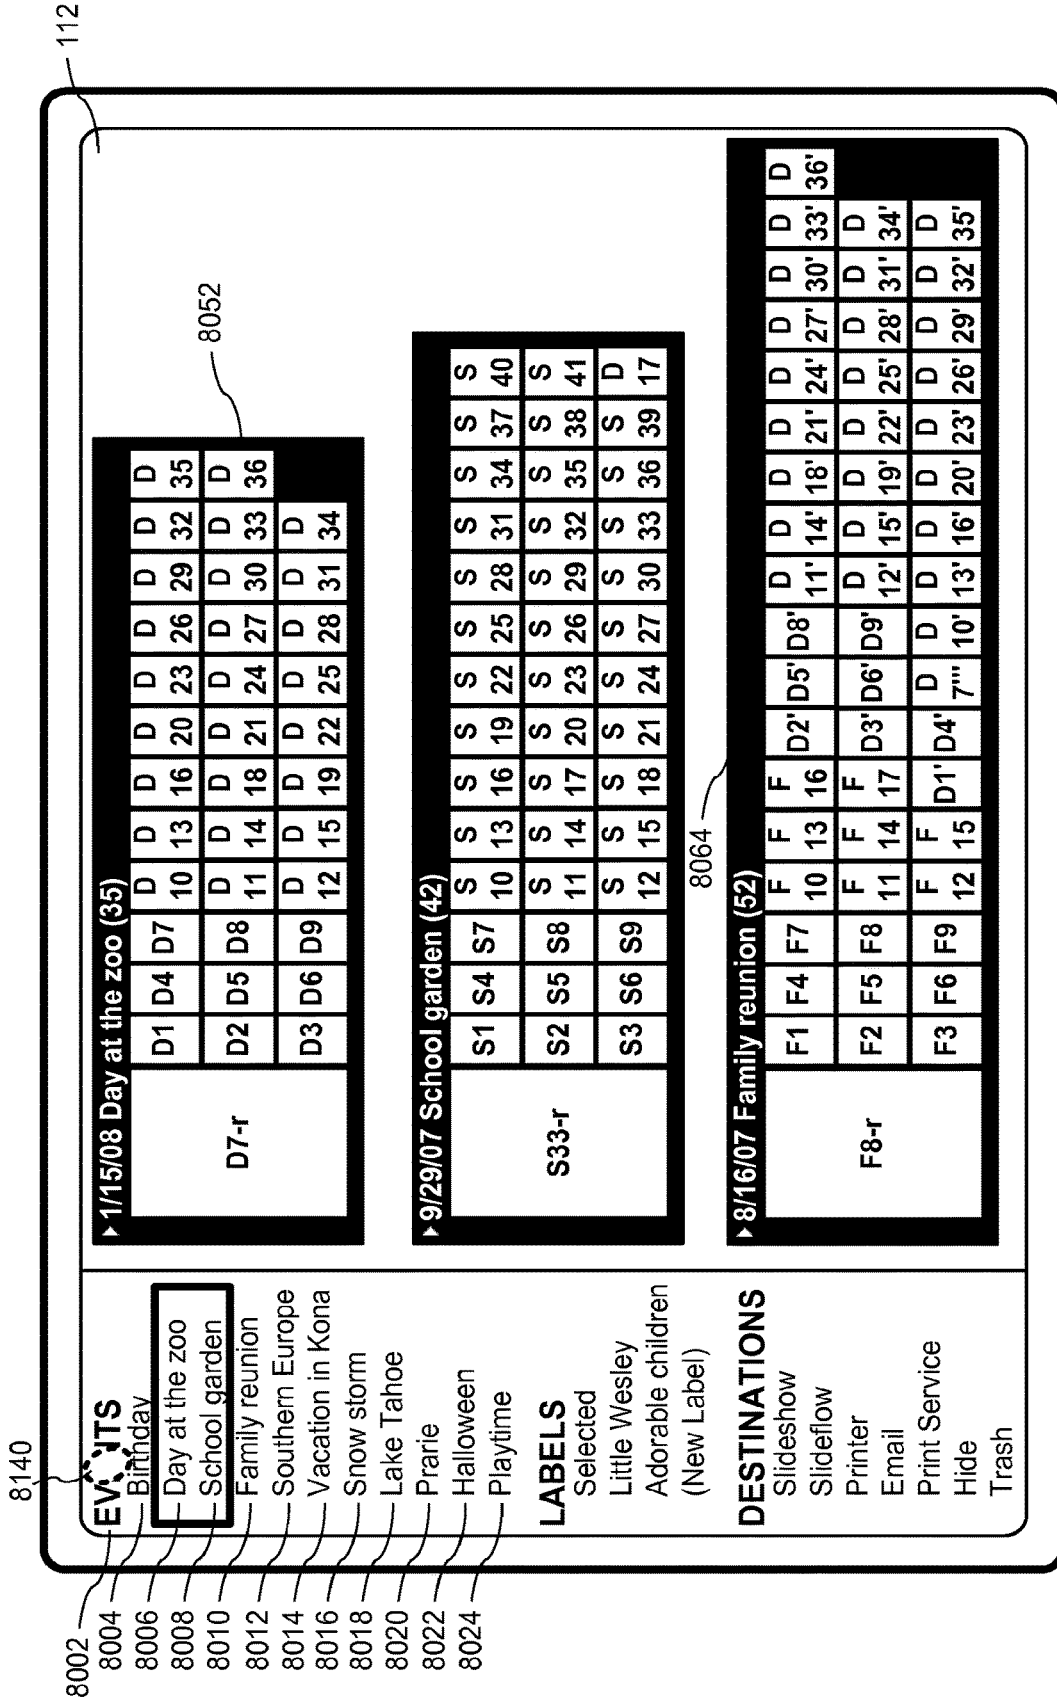 8140
112
8002
8004
8006
8008
8010
8012
8014
8016
8018
8020
8022
8024
EVENTS
Birthday
Day at the zoo
School garden
Family reunion
Southern Europe
Vacation in Kona
Snow storm
Lake Tahoe
Prarie
Halloween
Playtime
LABELS
Selected
Little Wesley
Adorable children
(New Label)
DESTINATIONS
Slideshow
Slideflow
Printer
Email
Print Service
Hide
Trash
1/15/08 Day at the zoo (35)
8052
D7-r
D1 D4 D7 D 10 D 13 D 16 D 20 D 23 D 26 D 29 D 32 D 35
D2 D5 D8 D 11 D 14 D 18 D 21 D 24 D 27 D 30 D 33 D 36
D3 D6 D9 D 12 D 15 D 19 D 22 D 25 D 28 D 31 D 34
9/29/07 School garden (42)
S33-r
S1 S4 S7 S 10 S 13 S 16 S 19 S 22 S 25 S 28 S 31 S 34 S 37 S 40
S2 S5 S8 S 11 S 14 S 17 S 20 S 23 S 26 S 29 S 32 S 35 S 38 S 41
S3 S6 S9 S 12 S 15 S 18 S 21 S 24 S 27 S 30 S 33 S 36 S 39 D 17
8064
8/16/07 Family reunion (52)
F8-r
F1 F4 F7 F 10 F 13 F 16 D2' D5' D8' D 11' D 14' D 18' D 21' D 24' D 27' D 30' D 33' D 36'
F2 F5 F8 F 11 F 14 F 17 D3' D6' D9' D 12' D 15' D 19' D 22' D 25' D 28' D 31' D 34'
F3 F6 F9 F 12 F 15 D1' D4' D 7''' D 10' D 13' D 16' D 20' D 23' D 26' D 29' D 32' D 35'